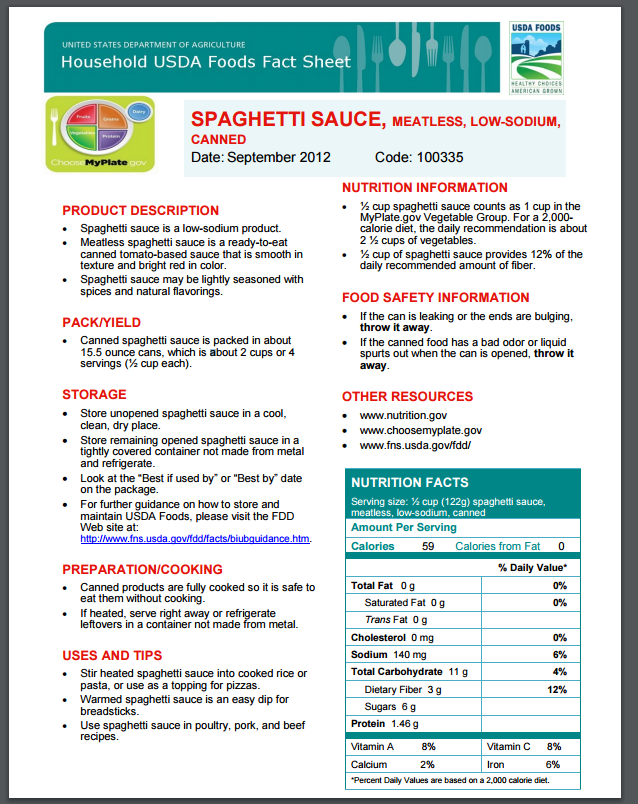 UNITED STATES DEPARTMENT OF AGRICULTURE
Household USDA Foods Fact Sheet
USDA FOODS
HEALTHY CHOICES
AMERICAN GROWN
Fruits
Grains
Dairy
Vegetables
Protein
ChooseMyPlate.gov
SPAGHETTI SAUCE, MEATLESS, LOW-SODIUM,
CANNED
Date: September 2012 Code: 100335
PRODUCT DESCRIPTION
• Spaghetti sauce is a low-sodium product.
• Meatless spaghetti sauce is a ready-to-eat
canned tomato-based sauce that is smooth in
texture and bright red in color.
• Spaghetti sauce may be lightly seasoned with
spices and natural flavorings.
PACK/YIELD
• Canned spaghetti sauce is packed in about
15.5 ounce cans, which is about 2 cups or 4
servings (½ cup each).
STORAGE
• Store unopened spaghetti sauce in a cool,
clean, dry place.
• Store remaining opened spaghetti sauce in a
tightly covered container not made from metal
and refrigerate.
• Look at the “Best if used by” or “Best by” date
on the package.
• For further guidance on how to store and
maintain USDA Foods, please visit the FDD
Web site at:
http://www.fns.usda.gov/fdd/facts/biubguidance.htm.
PREPARATION/COOKING
• Canned products are fully cooked so it is safe to
eat them without cooking.
• If heated, serve right away or refrigerate
leftovers in a container not made from metal.
USES AND TIPS
• Stir heated spaghetti sauce into cooked rice or
pasta, or use as a topping for pizzas.
• Warmed spaghetti sauce is an easy dip for
breadsticks.
• Use spaghetti sauce in poultry, pork, and beef
recipes.
NUTRITION INFORMATION
• ½ cup spaghetti sauce counts as 1 cup in the
MyPlate.gov Vegetable Group. For a 2,000-
calorie diet, the daily recommendation is about
2 ½ cups of vegetables.
• ½ cup of spaghetti sauce provides 12% of the
daily recommended amount of fiber.
FOOD SAFETY INFORMATION
• If the can is leaking or the ends are bulging,
throw it away.
• If the canned food has a bad odor or liquid
spurts out when the can is opened, throw it
away.
OTHER RESOURCES
• www.nutrition.gov
• www.choosemyplate.gov
• www.fns.usda.gov/fdd/
NUTRITION FACTS
Serving size: ½ cup (122g) spaghetti sauce,
meatless, low-sodium, canned
Amount Per Serving
Calories 59 Calories from Fat 0
% Daily Value*
Total Fat 0 g 0%
Saturated Fat 0 g 0%
Trans Fat 0 g
Cholesterol 0 mg 0%
Sodium 140 mg 6%
Total Carbohydrate 11 g 4%
Dietary Fiber 3 g 12%
Sugars 6 g
Protein 1.46 g
Vitamin A 8% Vitamin C 8%
Calcium 2% Iron 6%
*Percent Daily Values are based on a 2,000 calorie diet.